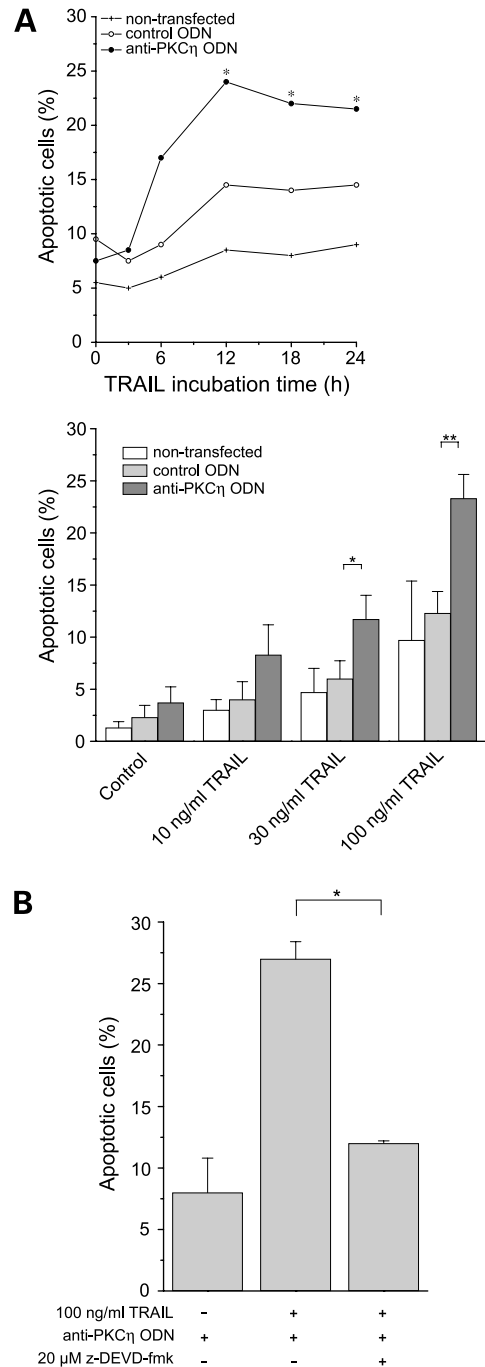 A
non-transfected
control ODN
anti-PKCη ODN
Apoptotic cells (%)
30
25
20
15
10
5
0
* * *
0 6 12 18 24
TRAIL incubation time (h)
non-transfected
control ODN
anti-PKCη ODN
Apoptotic cells (%)
30
25
20
15
10
5
0
*
**
Control
10 ng/ml TRAIL
30 ng/ml TRAIL
100 ng/ml TRAIL
B
*
Apoptotic cells (%)
30
25
20
15
10
5
0
100 ng/ml TRAIL - + +
anti-PKCη ODN + + +
20 µM z-DEVD-fmk - - +